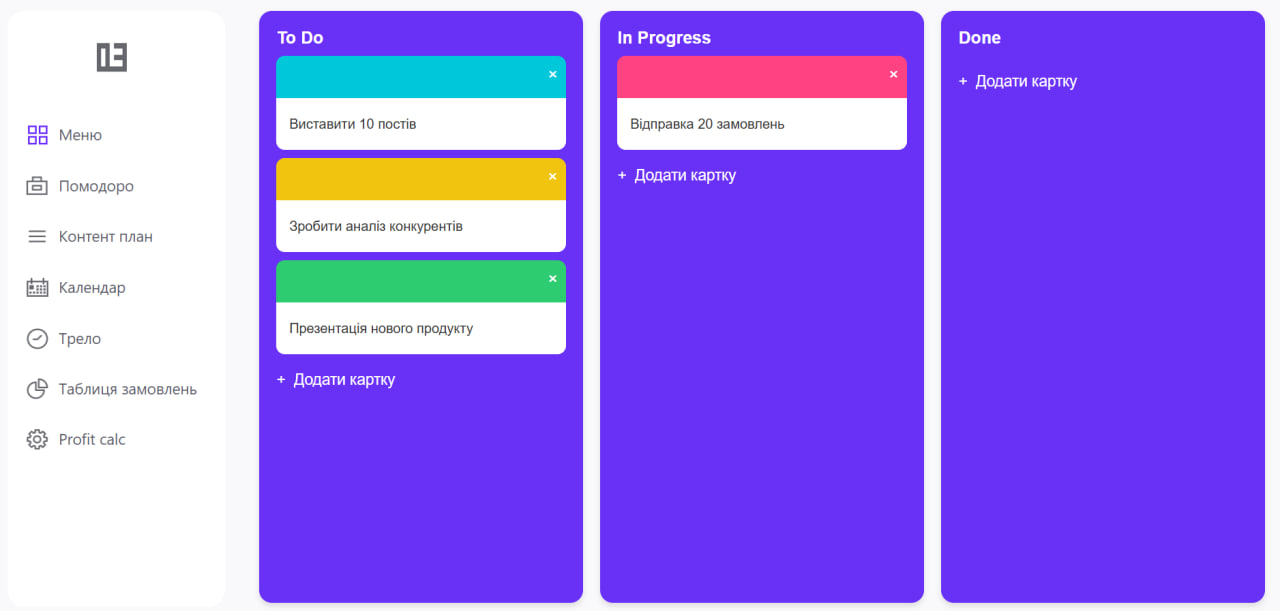 Меню
Помодоро
Контент план
Календар
Трело
Таблиця замовлень
Profit calc
To Do
×
Виставити 10 постів
×
Зробити аналіз конкурентів
×
Презентація нового продукту
+ Додати картку
In Progress
×
Відправка 20 замовлень
+ Додати картку
Done
+ Додати картку